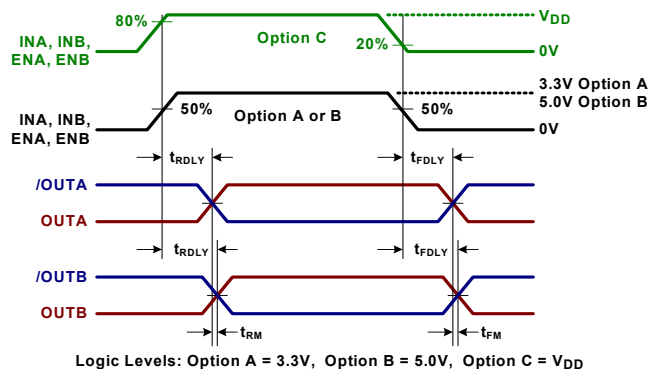 80%
Option C
VDD
INA, INB,
ENA, ENB
20%
0V
3.3V Option A
5.0V Option B
INA, INB,
ENA, ENB
50%
Option A or B
50%
0V
tRDLY
tFDLY
/OUTA
OUTA
tRDLY
tFDLY
/OUTB
OUTB
tRM
tFM
Logic Levels: Option A = 3.3V, Option B = 5.0V, Option C = VDD